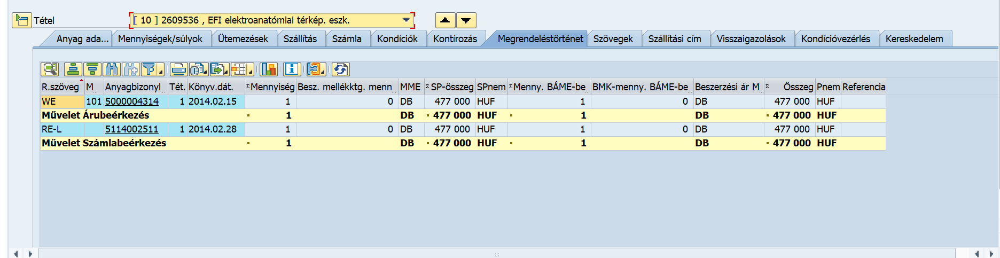 Tétel [ 10 ] 2609536 , EFI elektroanatómiai térkép. eszk.
Anyag ada... Mennyiségek/súlyok Ütemezések Szállítás Számla Kondíciók Kontírozás Megrendeléstörténet Szövegek Szállítási cím Visszaigazolások Kondícióvezérlés Kereskedelem
R.szöveg M... Anyagbizonyl... Tét. Könyv.dát. Σ Mennyiség Besz. mellékktg. menn... MME Σ SP-összeg SPnem Σ Menny. BÁME-be... BMK-menny. BÁME-be... Beszerzési ár M... Σ Összeg Pnem Referencia
WE 101 5000004314 1 2014.02.15 1 0 DB 477 000 HUF 1 0 DB 477 000 HUF
Művelet Árubeérkezés 1 DB 477 000 HUF 1 DB 477 000 HUF
RE-L 5114002511 1 2014.02.28 1 0 DB 477 000 HUF 1 0 DB 477 000 HUF
Művelet Számlabeérkezés 1 DB 477 000 HUF 1 DB 477 000 HUF